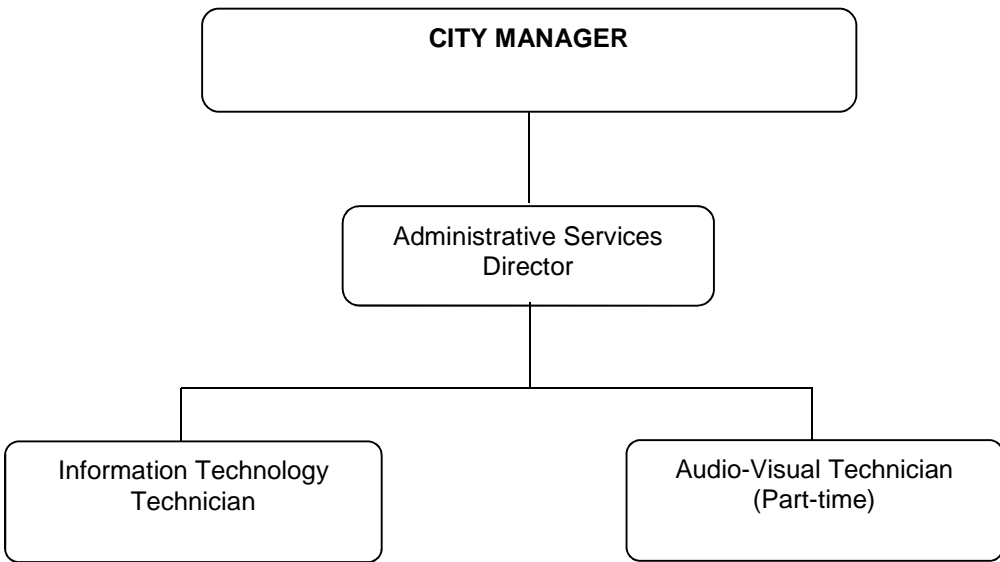 CITY MANAGER
Administrative Services
Director
Information Technology
Technician
Audio-Visual Technician
(Part-time)